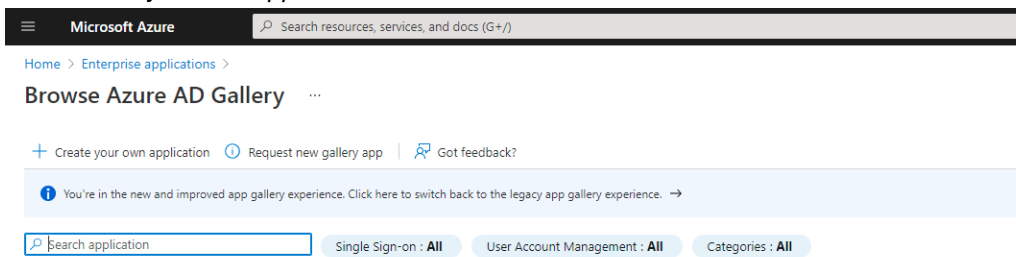 Microsoft Azure
Search resources, services, and docs (G+/)
Home > Enterprise applications >
Browse Azure AD Gallery ...
+ Create your own application Request new gallery app Got feedback?
You're in the new and improved app gallery experience. Click here to switch back to the legacy app gallery experience. →
Search application
Single Sign-on : All User Account Management : All Categories : All